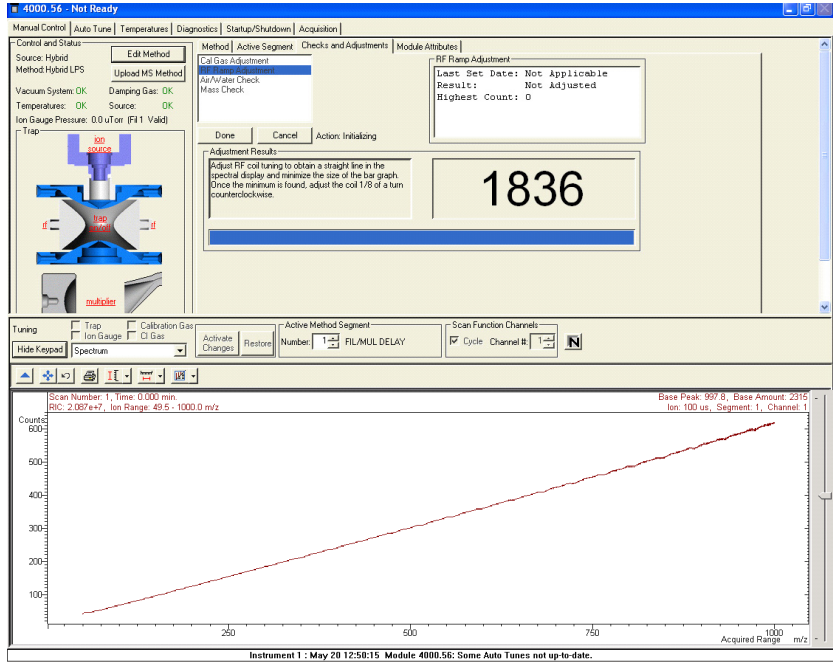 4000.56 - Not Ready
Manual Control Auto Tune Temperatures Diagnostics Startup/Shutdown Acquisition
Control and Status
Source: Hybrid
Edit Method
Method: Hybrid LPS
Upload MS Method
Vacuum System: OK Damping Gas: OK
Temperatures: OK Source: OK
Ion Gauge Pressure: 0.0 uTorr (Fil 1 Valid)
Trap
ion
source
rf
trap
on/off
rf
multiplier
Method Active Segment Checks and Adjustments Module Attributes
Cal Gas Adjustment
RF Ramp Adjustment
Air/Water Check
Mass Check
Done Cancel Action: Initializing
RF Ramp Adjustment
Last Set Date: Not Applicable
Result: Not Adjusted
Highest Count: 0
Adjustment Results
Adjust RF coil tuning to obtain a straight line in the
spectral display and minimize the size of the bar graph.
Once the minimum is found, adjust the coil 1/8 of a turn
counterclockwise.
1836
Tuning
Trap Calibration Gas
Ion Gauge CI Gas
Hide Keypad Spectrum
Activate
Changes
Restore
Active Method Segment
Number: 1 FIL/MUL DELAY
Scan Function Channels
Cycle Channel #: 1
N
Scan Number: 1, Time: 0.000 min.
RIC: 2.087e+7, Ion Range: 49.5 - 1000.0 m/z
Base Peak: 997.8, Base Amount: 2315
Ion: 100 us, Segment: 1, Channel: 1
Counts
600
500
400
300
200
100
250 500 750 1000
Acquired Range m/z
Instrument 1 : May 20 12:50:15 Module 4000.56: Some Auto Tunes not up-to-date.